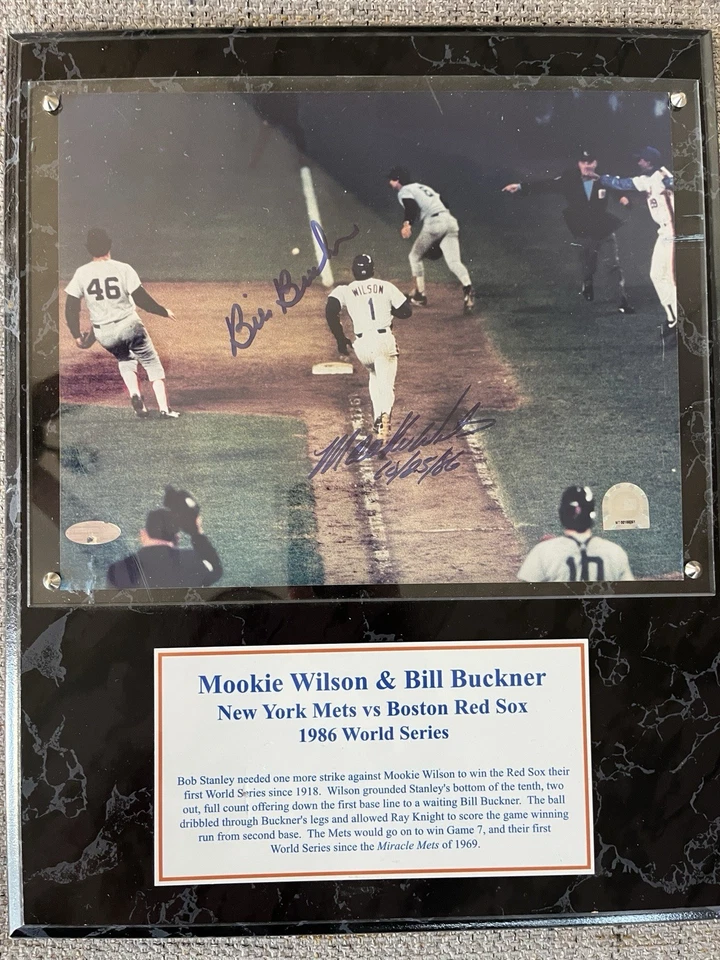 46
WILSON
1
Bill Buckner
Mookie Wilson
10/25/86
10
Mookie Wilson & Bill Buckner
New York Mets vs Boston Red Sox
1986 World Series
Bob Stanley needed one more strike against Mookie Wilson to win the Red Sox their
first World Series since 1918. Wilson grounded Stanley's bottom of the tenth, two
out, full count offering down the first base line to a waiting Bill Buckner. The ball
dribbled through Buckner's legs and allowed Ray Knight to score the game winning
run from second base. The Mets would go on to win Game 7, and their first
World Series since the Miracle Mets of 1969.